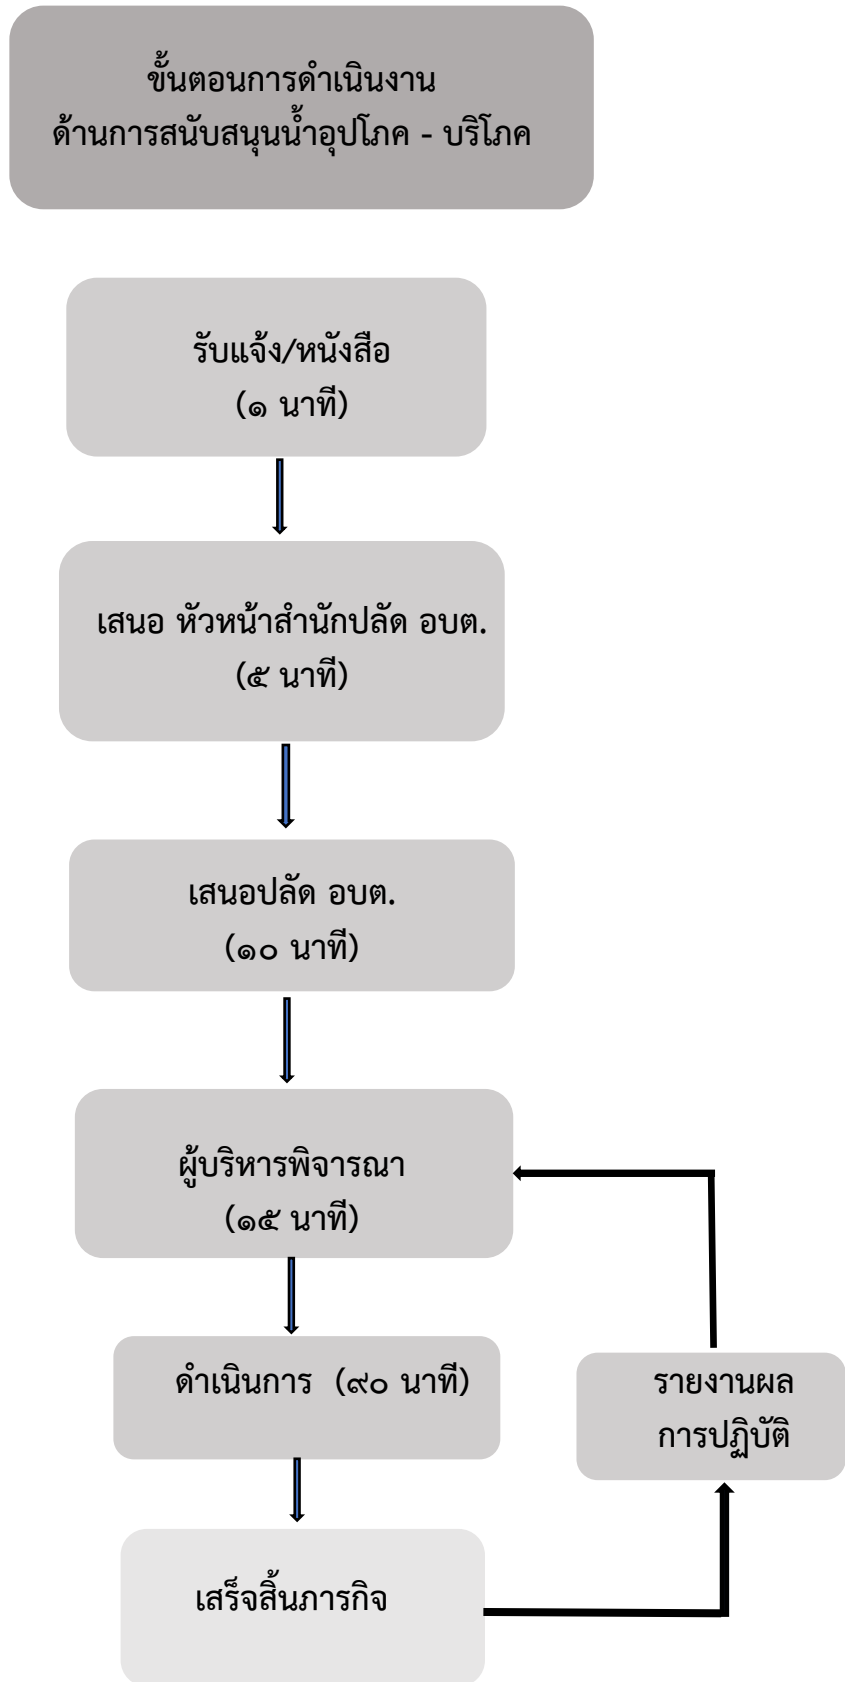 ขั้นตอนการดำเนินงาน
ด้านการสนับสนุนน้ำอุปโภค - บริโภค
รับแจ้ง/หนังสือ
(๑ นาที)
เสนอ หัวหน้าสำนักปลัด อบต.
(๕ นาที)
เสนอปลัด อบต.
(๑๐ นาที)
ผู้บริหารพิจารณา
(๑๕ นาที)
ดำเนินการ (๙๐ นาที)
รายงานผล
การปฏิบัติ
เสร็จสิ้นภารกิจ